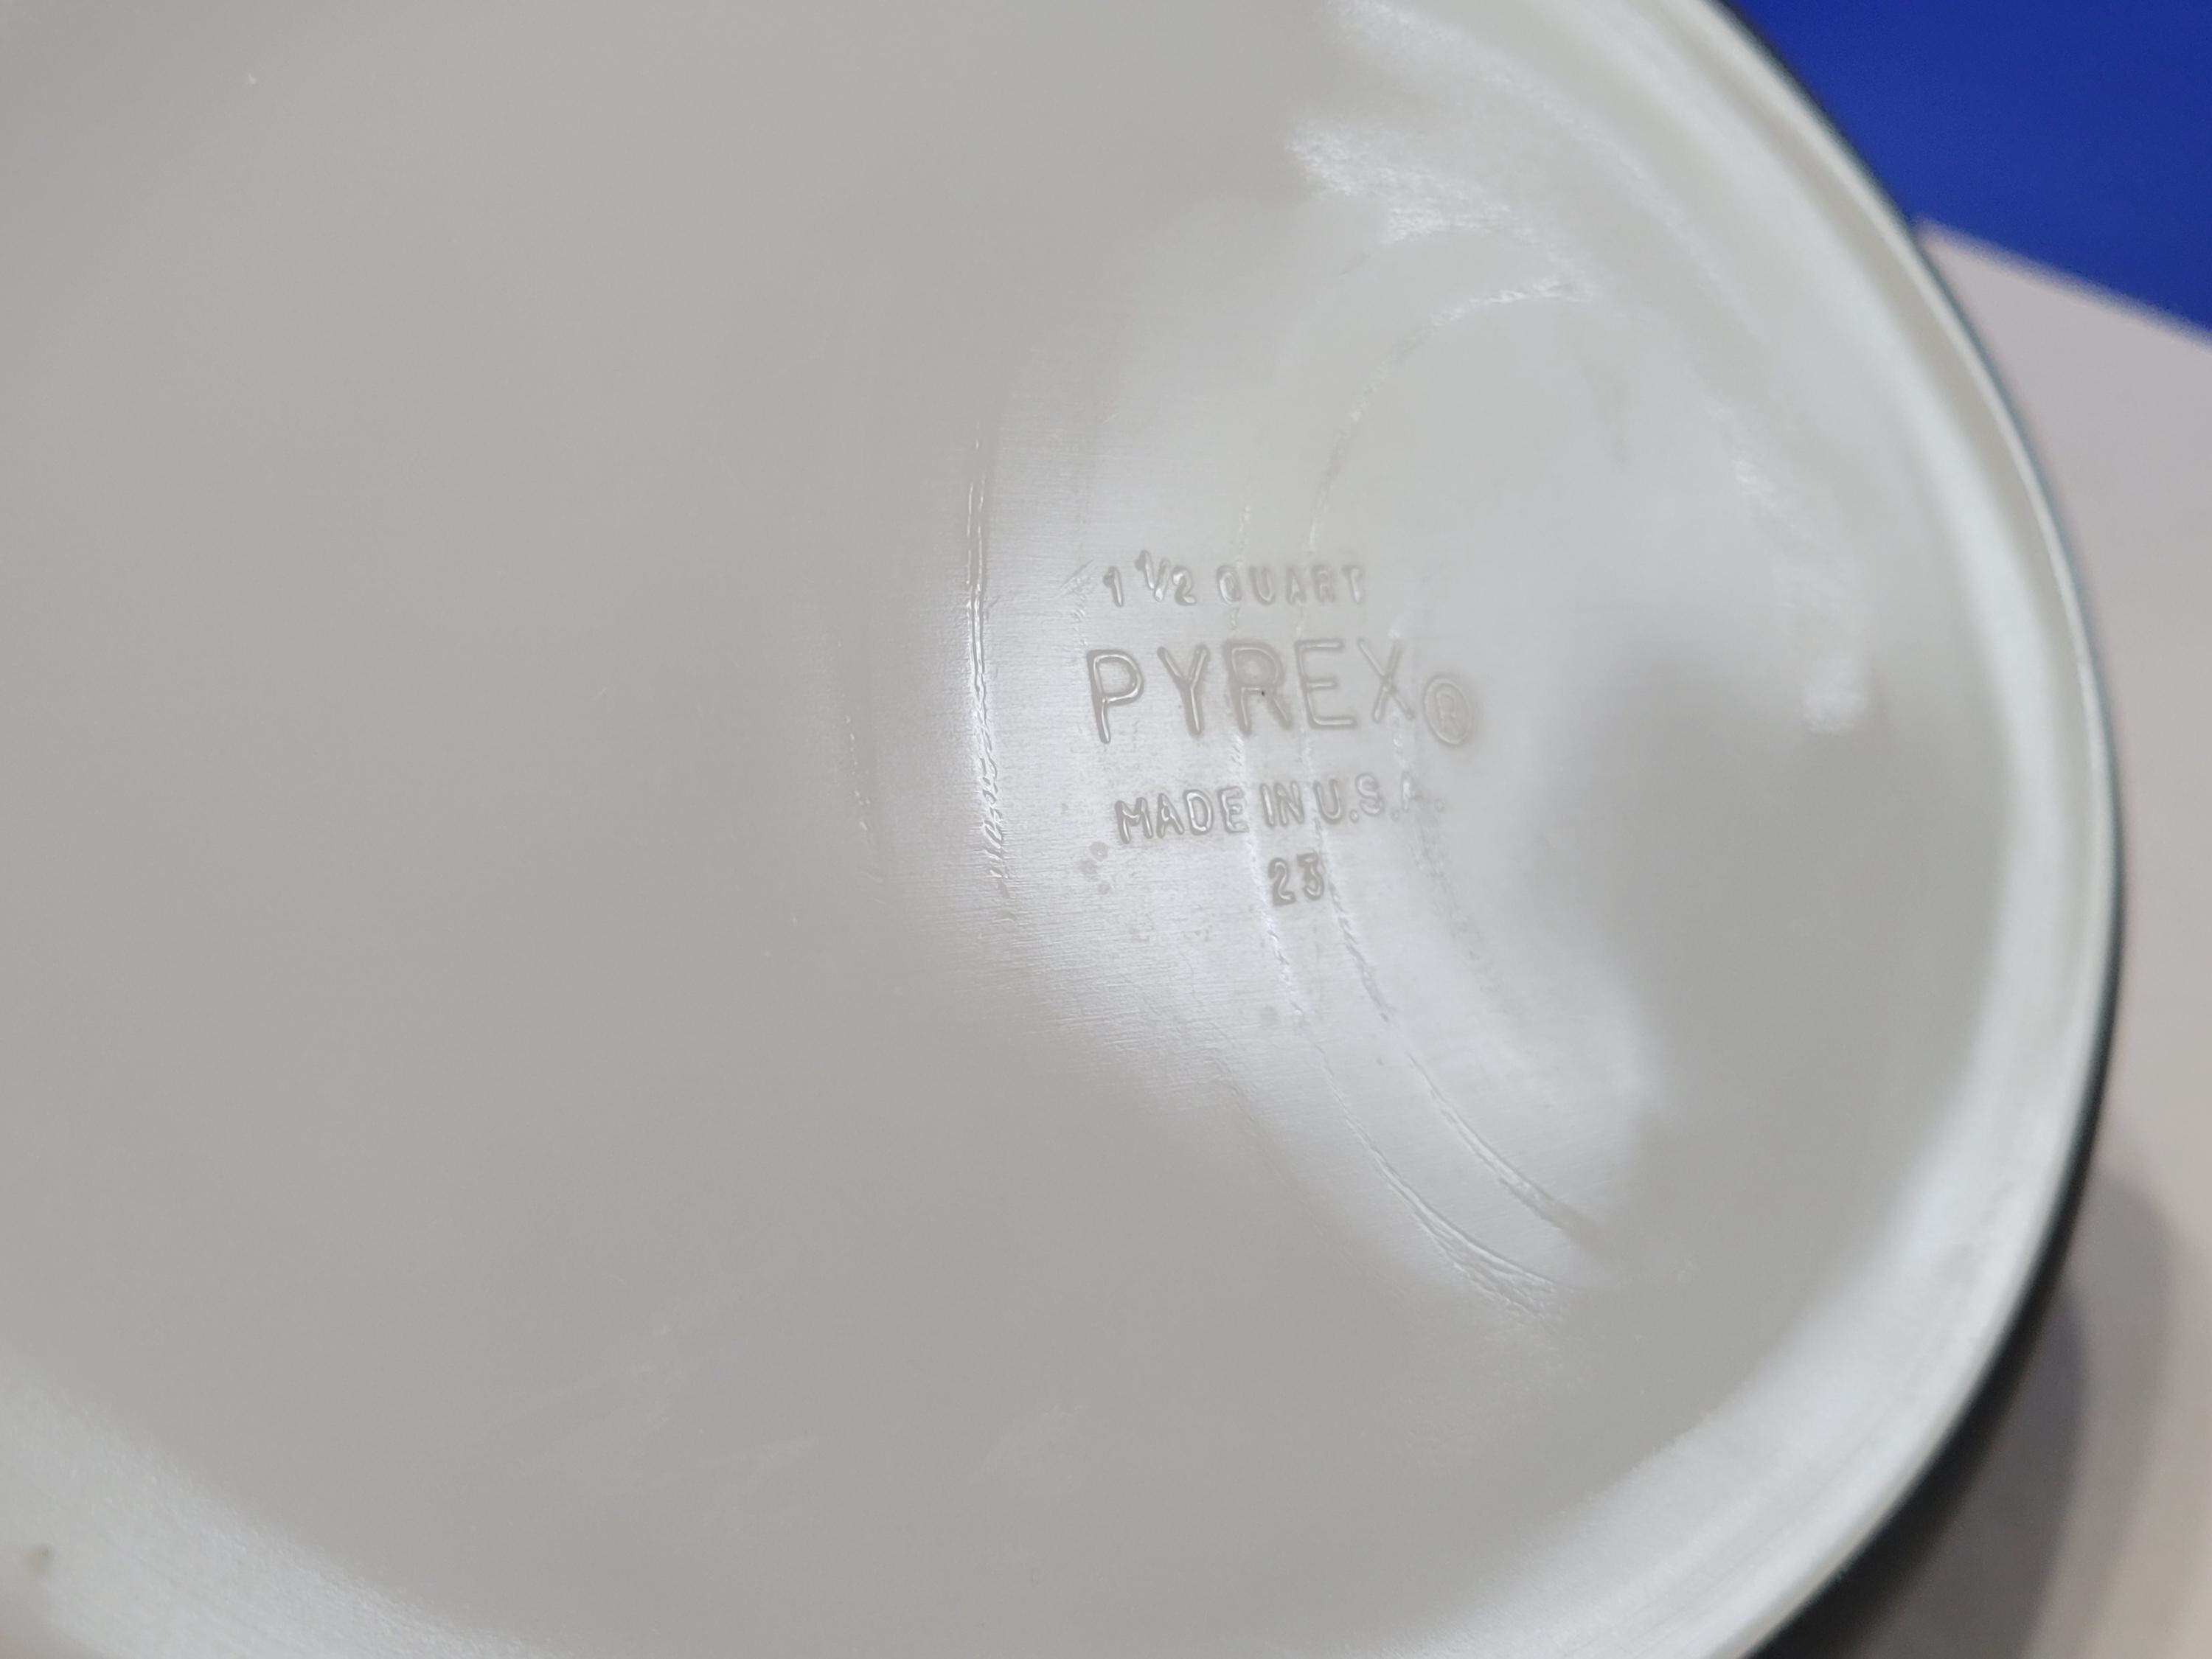 1 1/2 QUART
PYREX®
MADE IN U.S.A.
23